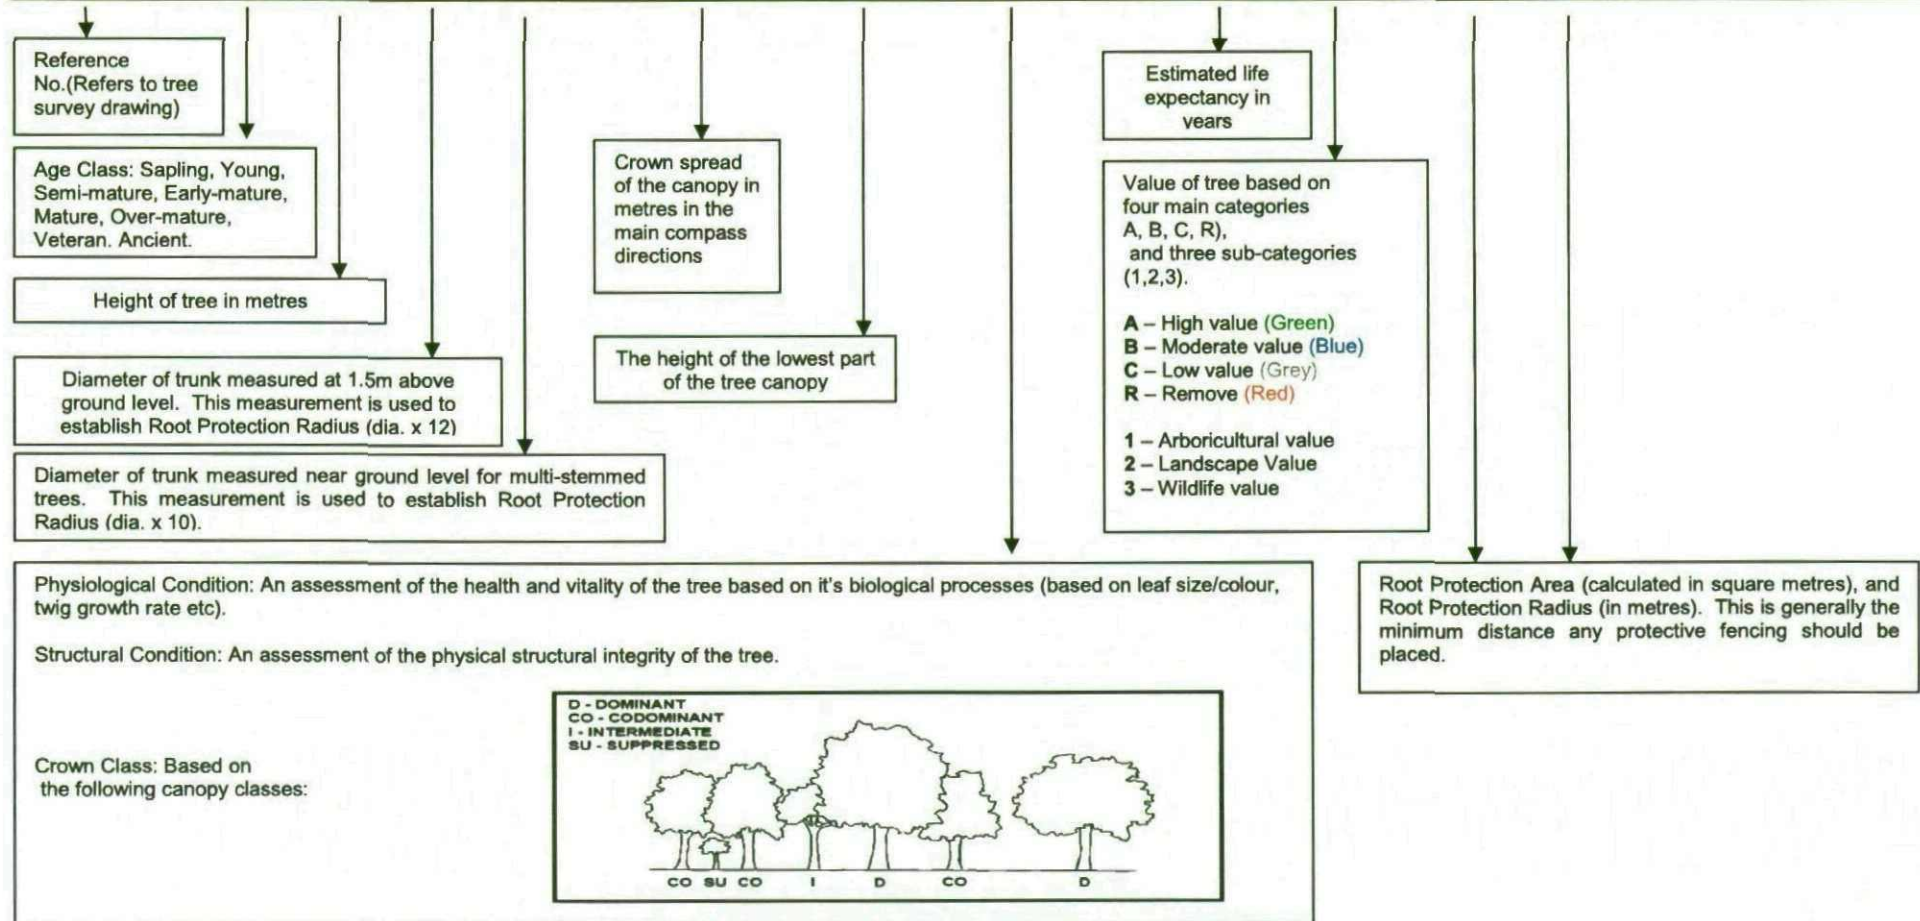 Reference
No.(Refers to tree
survey drawing)
Age Class: Sapling, Young,
Semi-mature, Early-mature,
Mature, Over-mature,
Veteran. Ancient.
Height of tree in metres
Diameter of trunk measured at 1.5m above
ground level. This measurement is used to
establish Root Protection Radius (dia. x 12)
Diameter of trunk measured near ground level for multi-stemmed
trees. This measurement is used to establish Root Protection
Radius (dia. x 10).
Crown spread
of the canopy in
metres in the
main compass
directions
The height of the lowest part
of the tree canopy
Estimated life
expectancy in
years
Value of tree based on
four main categories
A, B, C, R),
and three sub-categories
(1,2,3).
A – High value (Green)
B – Moderate value (Blue)
C – Low value (Grey)
R – Remove (Red)
1 – Arboricultural value
2 – Landscape Value
3 – Wildlife value
Physiological Condition: An assessment of the health and vitality of the tree based on it's biological processes (based on leaf size/colour,
twig growth rate etc).
Structural Condition: An assessment of the physical structural integrity of the tree.
Crown Class: Based on
the following canopy classes:
D - DOMINANT
CO - CODOMINANT
I - INTERMEDIATE
SU - SUPPRESSED
CO SU CO I D CO D
Root Protection Area (calculated in square metres), and
Root Protection Radius (in metres). This is generally the
minimum distance any protective fencing should be
placed.